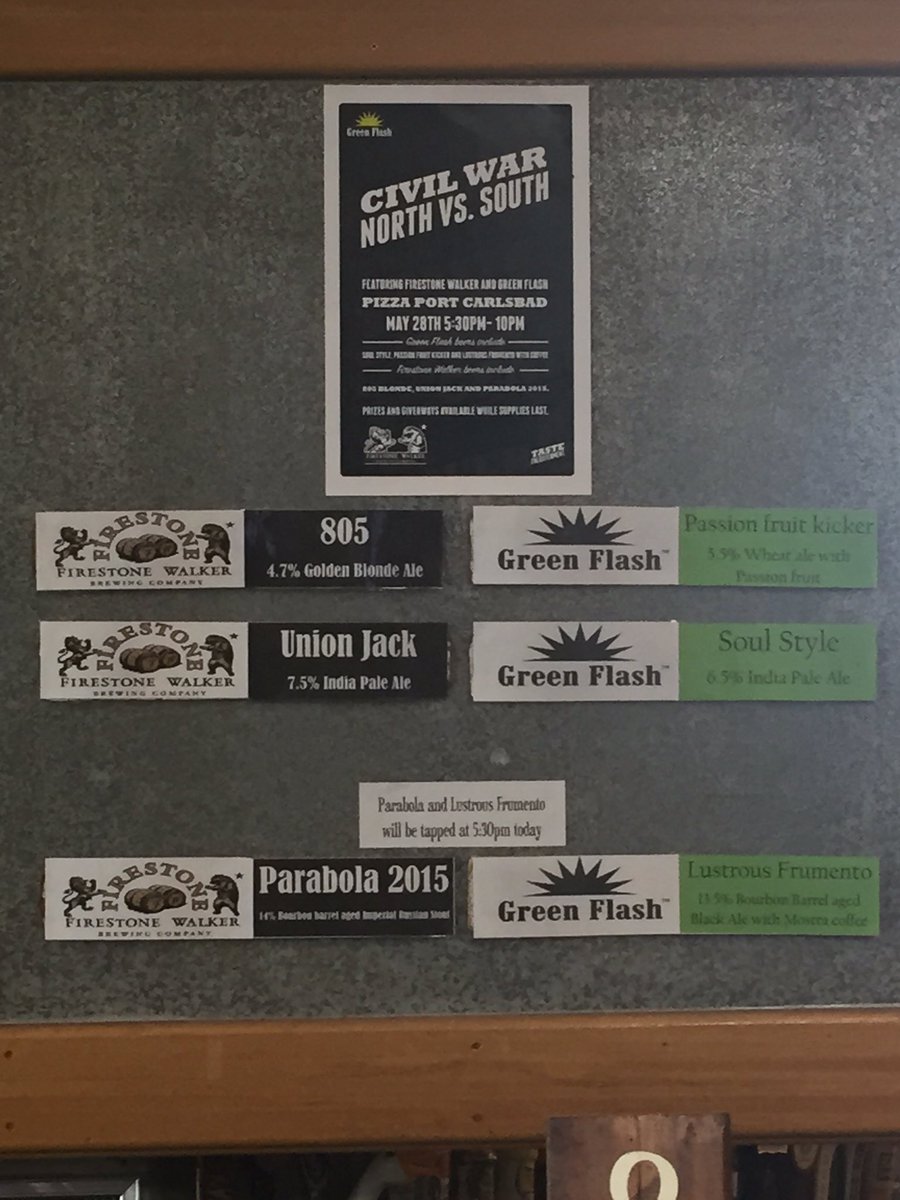 Green Flash
CIVIL WAR
NORTH VS. SOUTH
FEATURING FIRESTONE WALKER AND GREEN FLASH
PIZZA PORT CARLSBAD
MAY 28TH 5:30PM- 10PM
Green Flash beers include
SOUL STYLE, PASSION FRUIT KICKER AND LUSTROUS FRUMENTO WITH COFFEE
Firestone Walker beers include
805 BLONDE, UNION JACK AND PARABOLA 2015.
PRIZES AND GIVEAWAYS AVAILABLE WHILE SUPPLIES LAST.
FIRESTONE WALKER
TASTE
FIRESTONE
FIRESTONE WALKER
BREWING COMPANY
805
4.7% Golden Blonde Ale
Green Flash™
Passion fruit kicker
5.5% Wheat ale with
Passion fruit
FIRESTONE
FIRESTONE WALKER
BREWING COMPANY
Union Jack
7.5% India Pale Ale
Green Flash™
Soul Style
6.5% India Pale Ale
Parabola and Lustrous Frumento
will be tapped at 5:30pm today
FIRESTONE
FIRESTONE WALKER
BREWING COMPANY
Parabola 2015
14% Bourbon barrel aged Imperial Russian Stout
Green Flash™
Lustrous Frumento
13.5% Bourbon Barrel aged
Black Ale with Mostra coffee